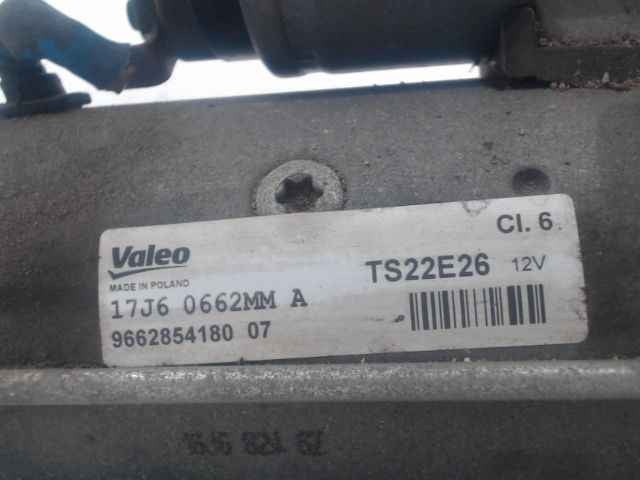 Valeo
MADE IN POLAND
Cl. 6
TS22E26 12V
17J6 0662MM A
9662854180 07